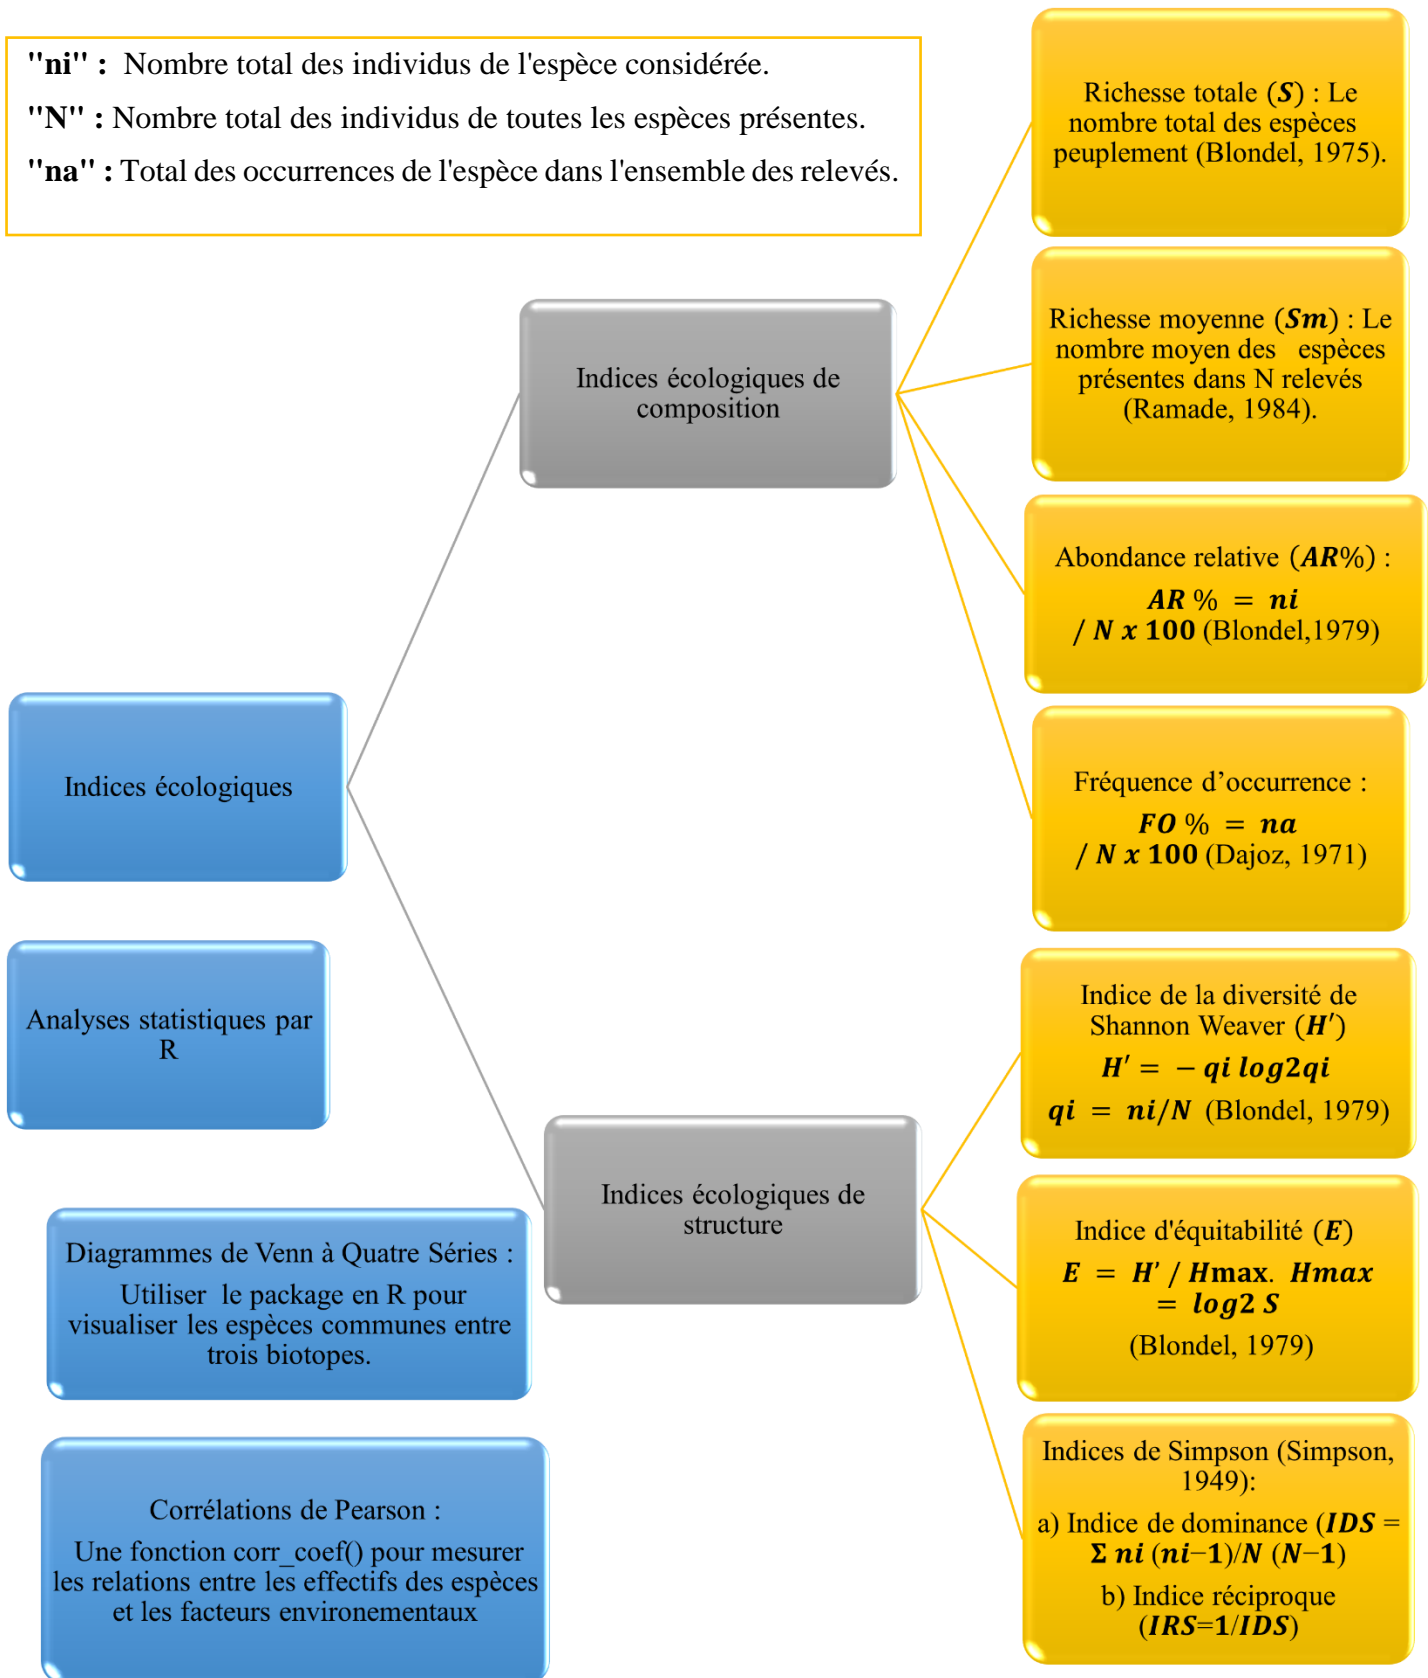 "ni" : Nombre total des individus de l'espèce considérée.
"N" : Nombre total des individus de toutes les espèces présentes.
"na" : Total des occurrences de l'espèce dans l'ensemble des relevés.
Indices écologiques
Indices écologiques de
composition
Richesse totale (S) : Le
nombre total des espèces
peuplement (Blondel, 1975).
Richesse moyenne (Sm) : Le
nombre moyen des espèces
présentes dans N relevés
(Ramade, 1984).
Abondance relative (AR%) :
AR % = ni
/ N x 100 (Blondel,1979)
Fréquence d’occurrence :
FO % = na
/ N x 100 (Dajoz, 1971)
Indices écologiques de
structure
Indice de la diversité de
Shannon Weaver (H′)
H′ = − qi log2qi
qi = ni/N (Blondel, 1979)
Indice d'équitabilité (E)
E = H’ / Hmax. Hmax
= log2 S
(Blondel, 1979)
Indices de Simpson (Simpson,
1949):
a) Indice de dominance (IDS =
Σ ni (ni−1)/N (N−1)
b) Indice réciproque
(IRS=1/IDS)
Analyses statistiques par
R
Diagrammes de Venn à Quatre Séries :
Utiliser le package en R pour
visualiser les espèces communes entre
trois biotopes.
Corrélations de Pearson :
Une fonction corr_coef() pour mesurer
les relations entre les effectifs des espèces
et les facteurs environementaux